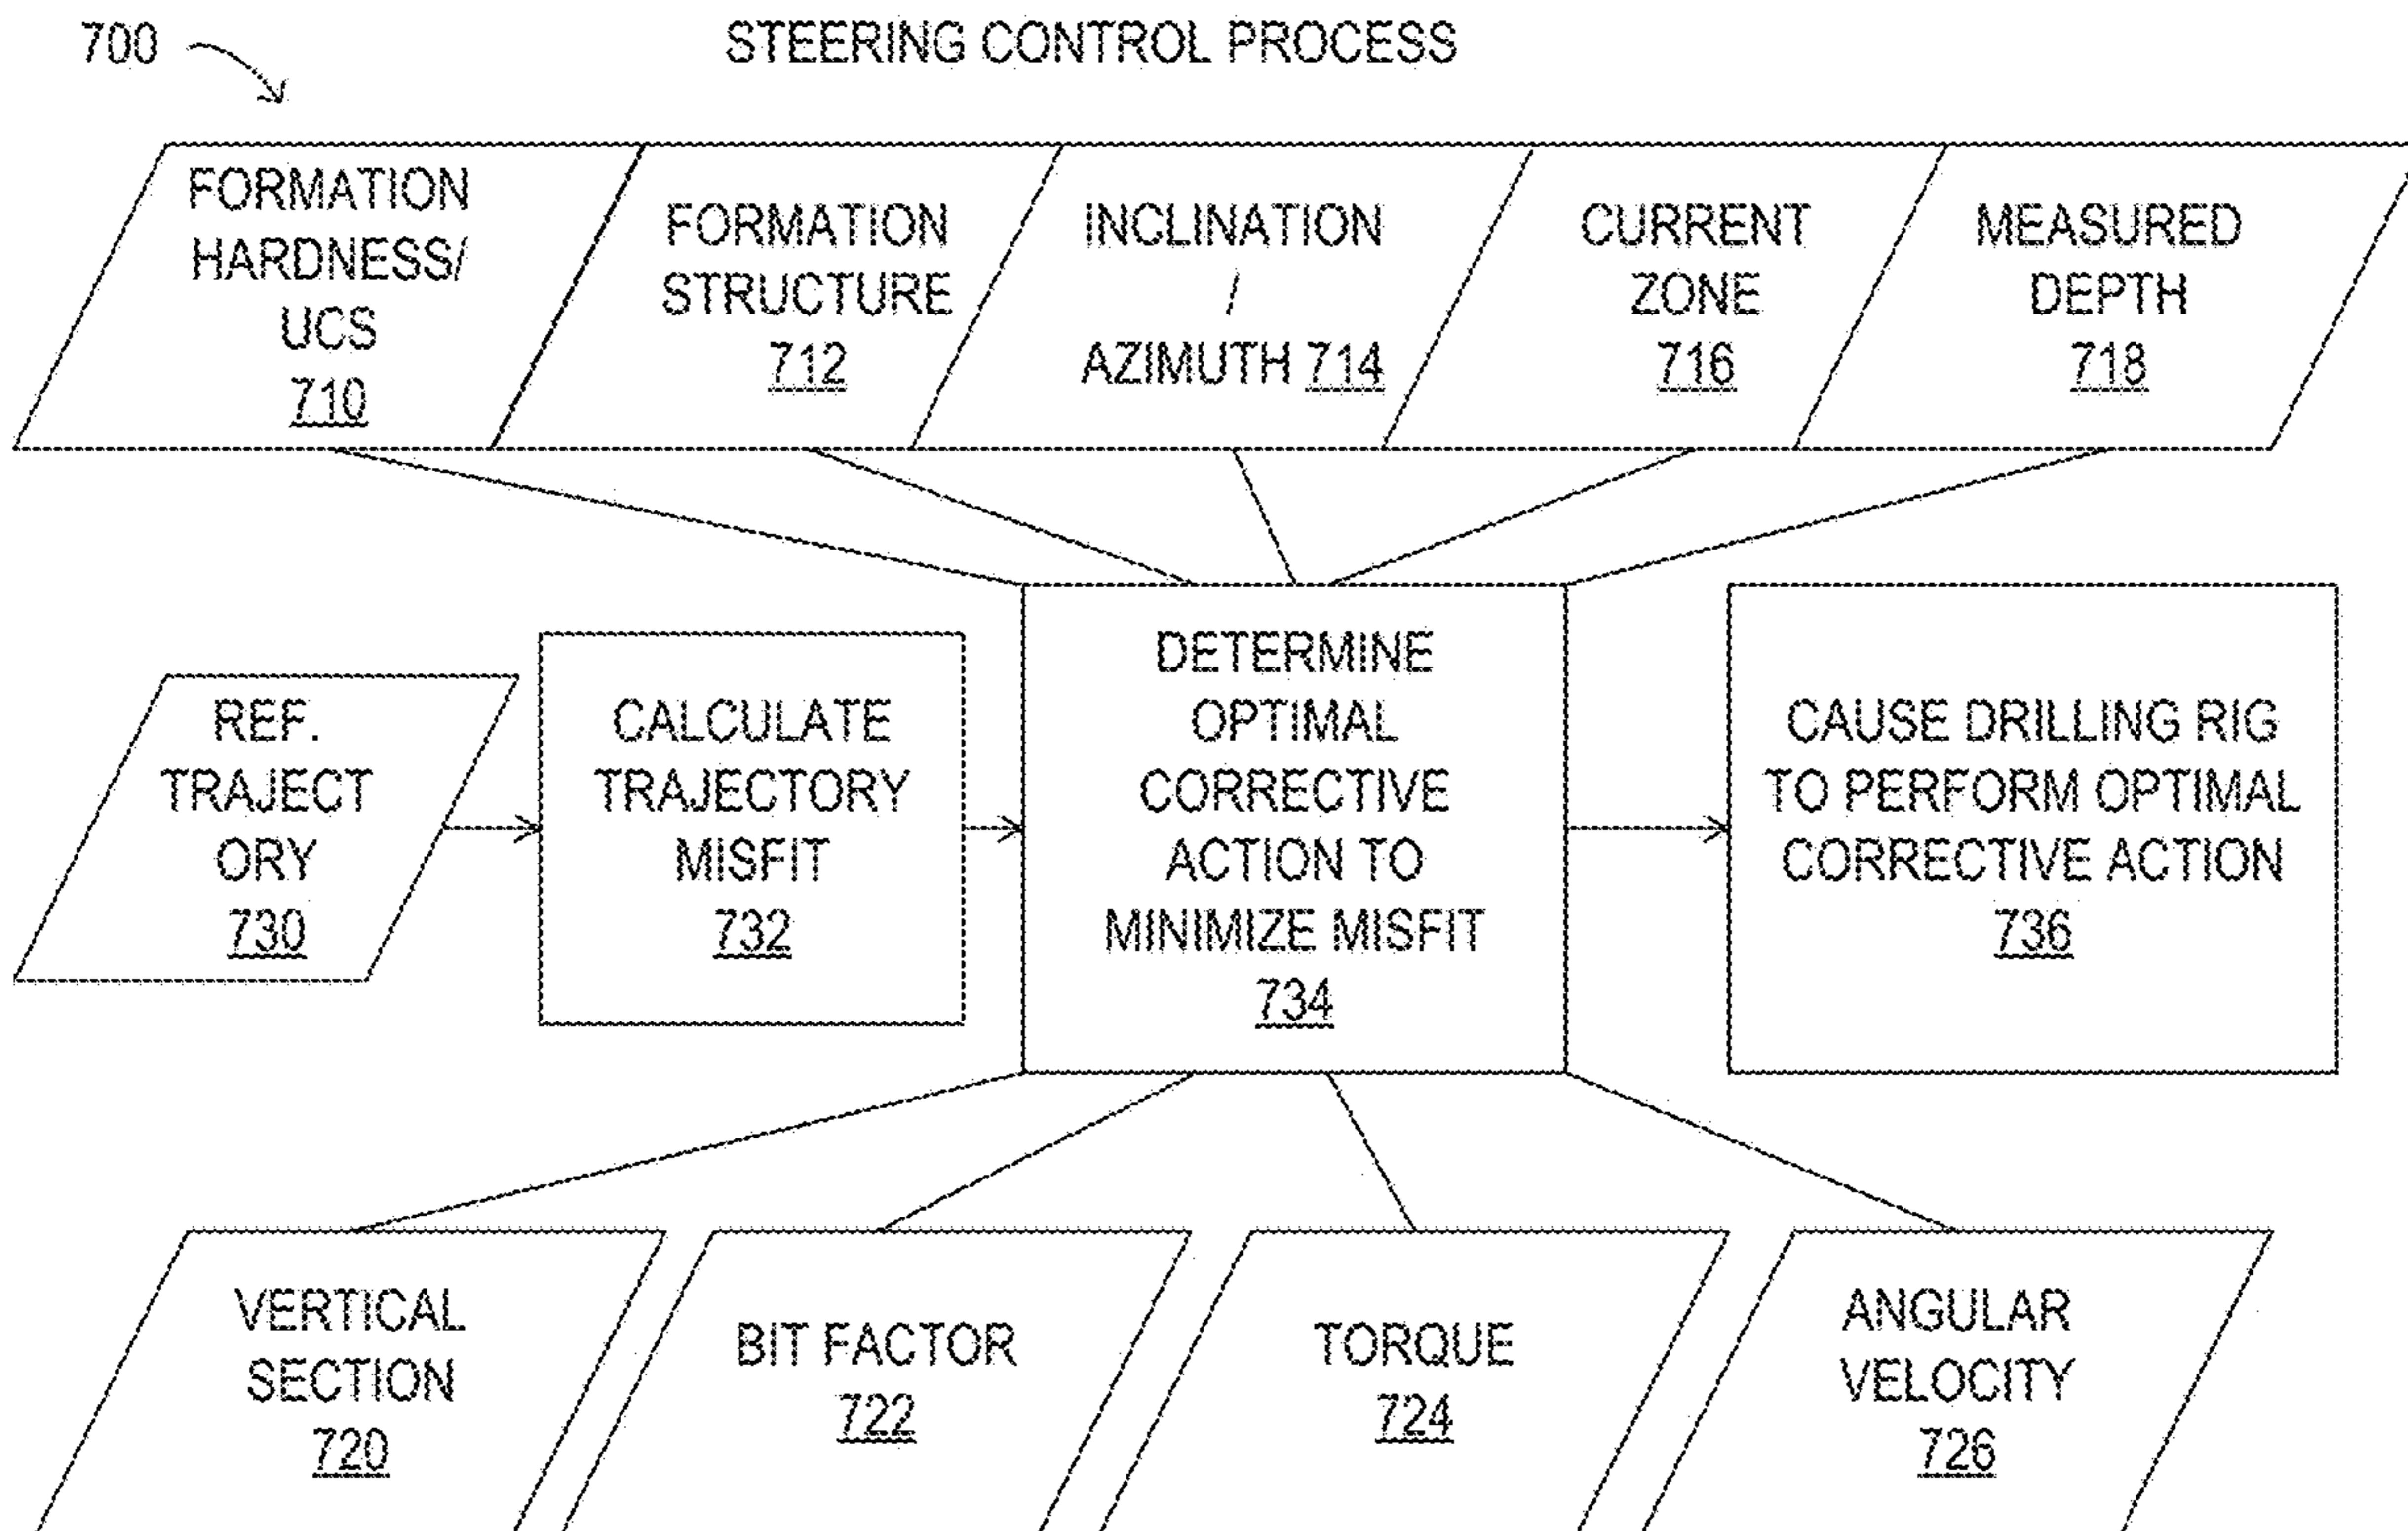 700
STEERING CONTROL PROCESS
FORMATION
HARDNESS/
UCS
710
FORMATION
STRUCTURE
712
INCLINATION
/
AZIMUTH 714
CURRENT
ZONE
716
MEASURED
DEPTH
718
REF.
TRAJECT
ORY
730
CALCULATE
TRAJECTORY
MISFIT
732
DETERMINE
OPTIMAL
CORRECTIVE
ACTION TO
MINIMIZE MISFIT
734
CAUSE DRILLING RIG
TO PERFORM OPTIMAL
CORRECTIVE ACTION
736
VERTICAL
SECTION
720
BIT FACTOR
722
TORQUE
724
ANGULAR
VELOCITY
726